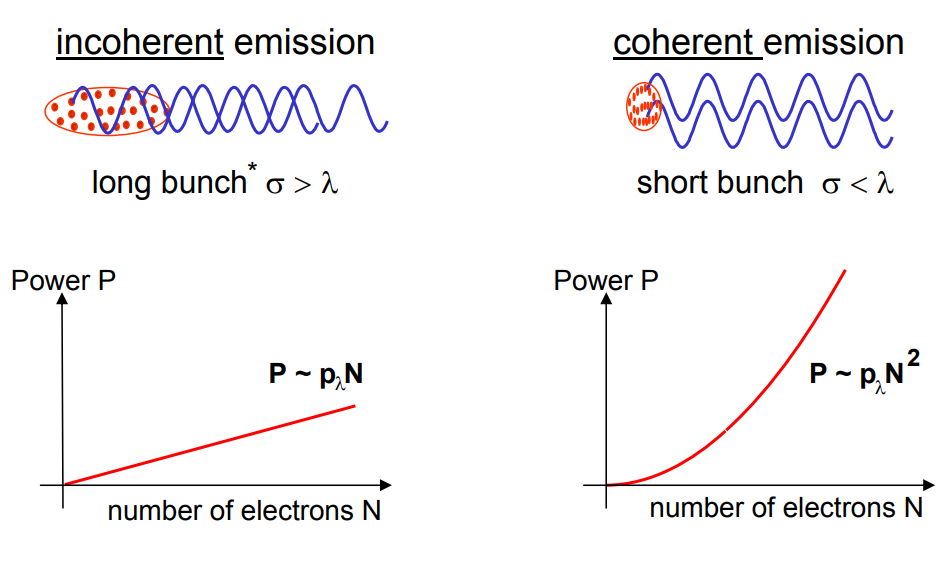 incoherent emission
long bunch* σ > λ
Power P
P ~ pλN
number of electrons N
coherent emission
short bunch σ < λ
Power P
P ~ pλN²
number of electrons N